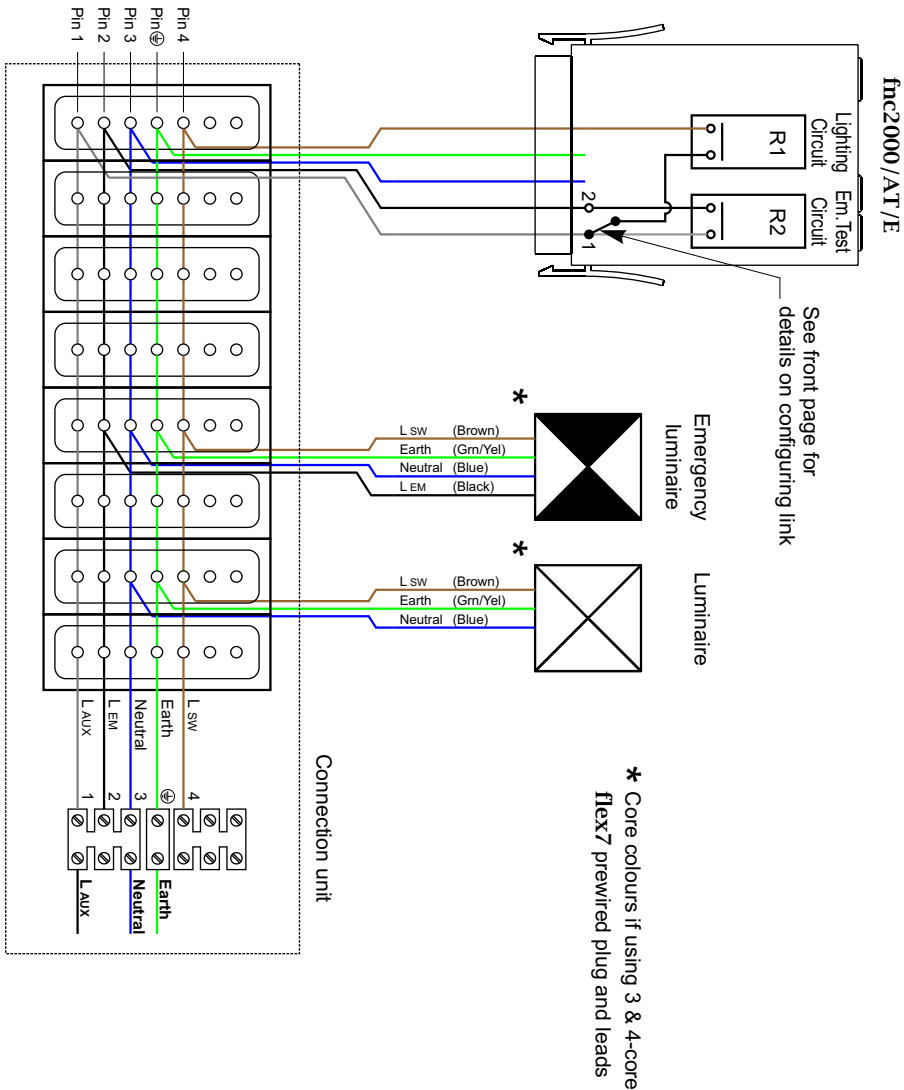 fnc2000/AT/E
Lighting
Circuit
Em.Test
Circuit
R1
R2
2
1
See front page for
details on configuring link
Pin 4
Pin ⏚
Pin 3
Pin 2
Pin 1
*
Emergency
luminaire
L SW (Brown)
Earth (Grn/Yel)
Neutral (Blue)
L EM (Black)
*
Luminaire
L SW (Brown)
Earth (Grn/Yel)
Neutral (Blue)
* Core colours if using 3 & 4-core
flex7 prewired plug and leads
Connection unit
L SW
Earth
Neutral
L EM
L AUX
4
⏚
3
2
1
Earth
Neutral
L AUX